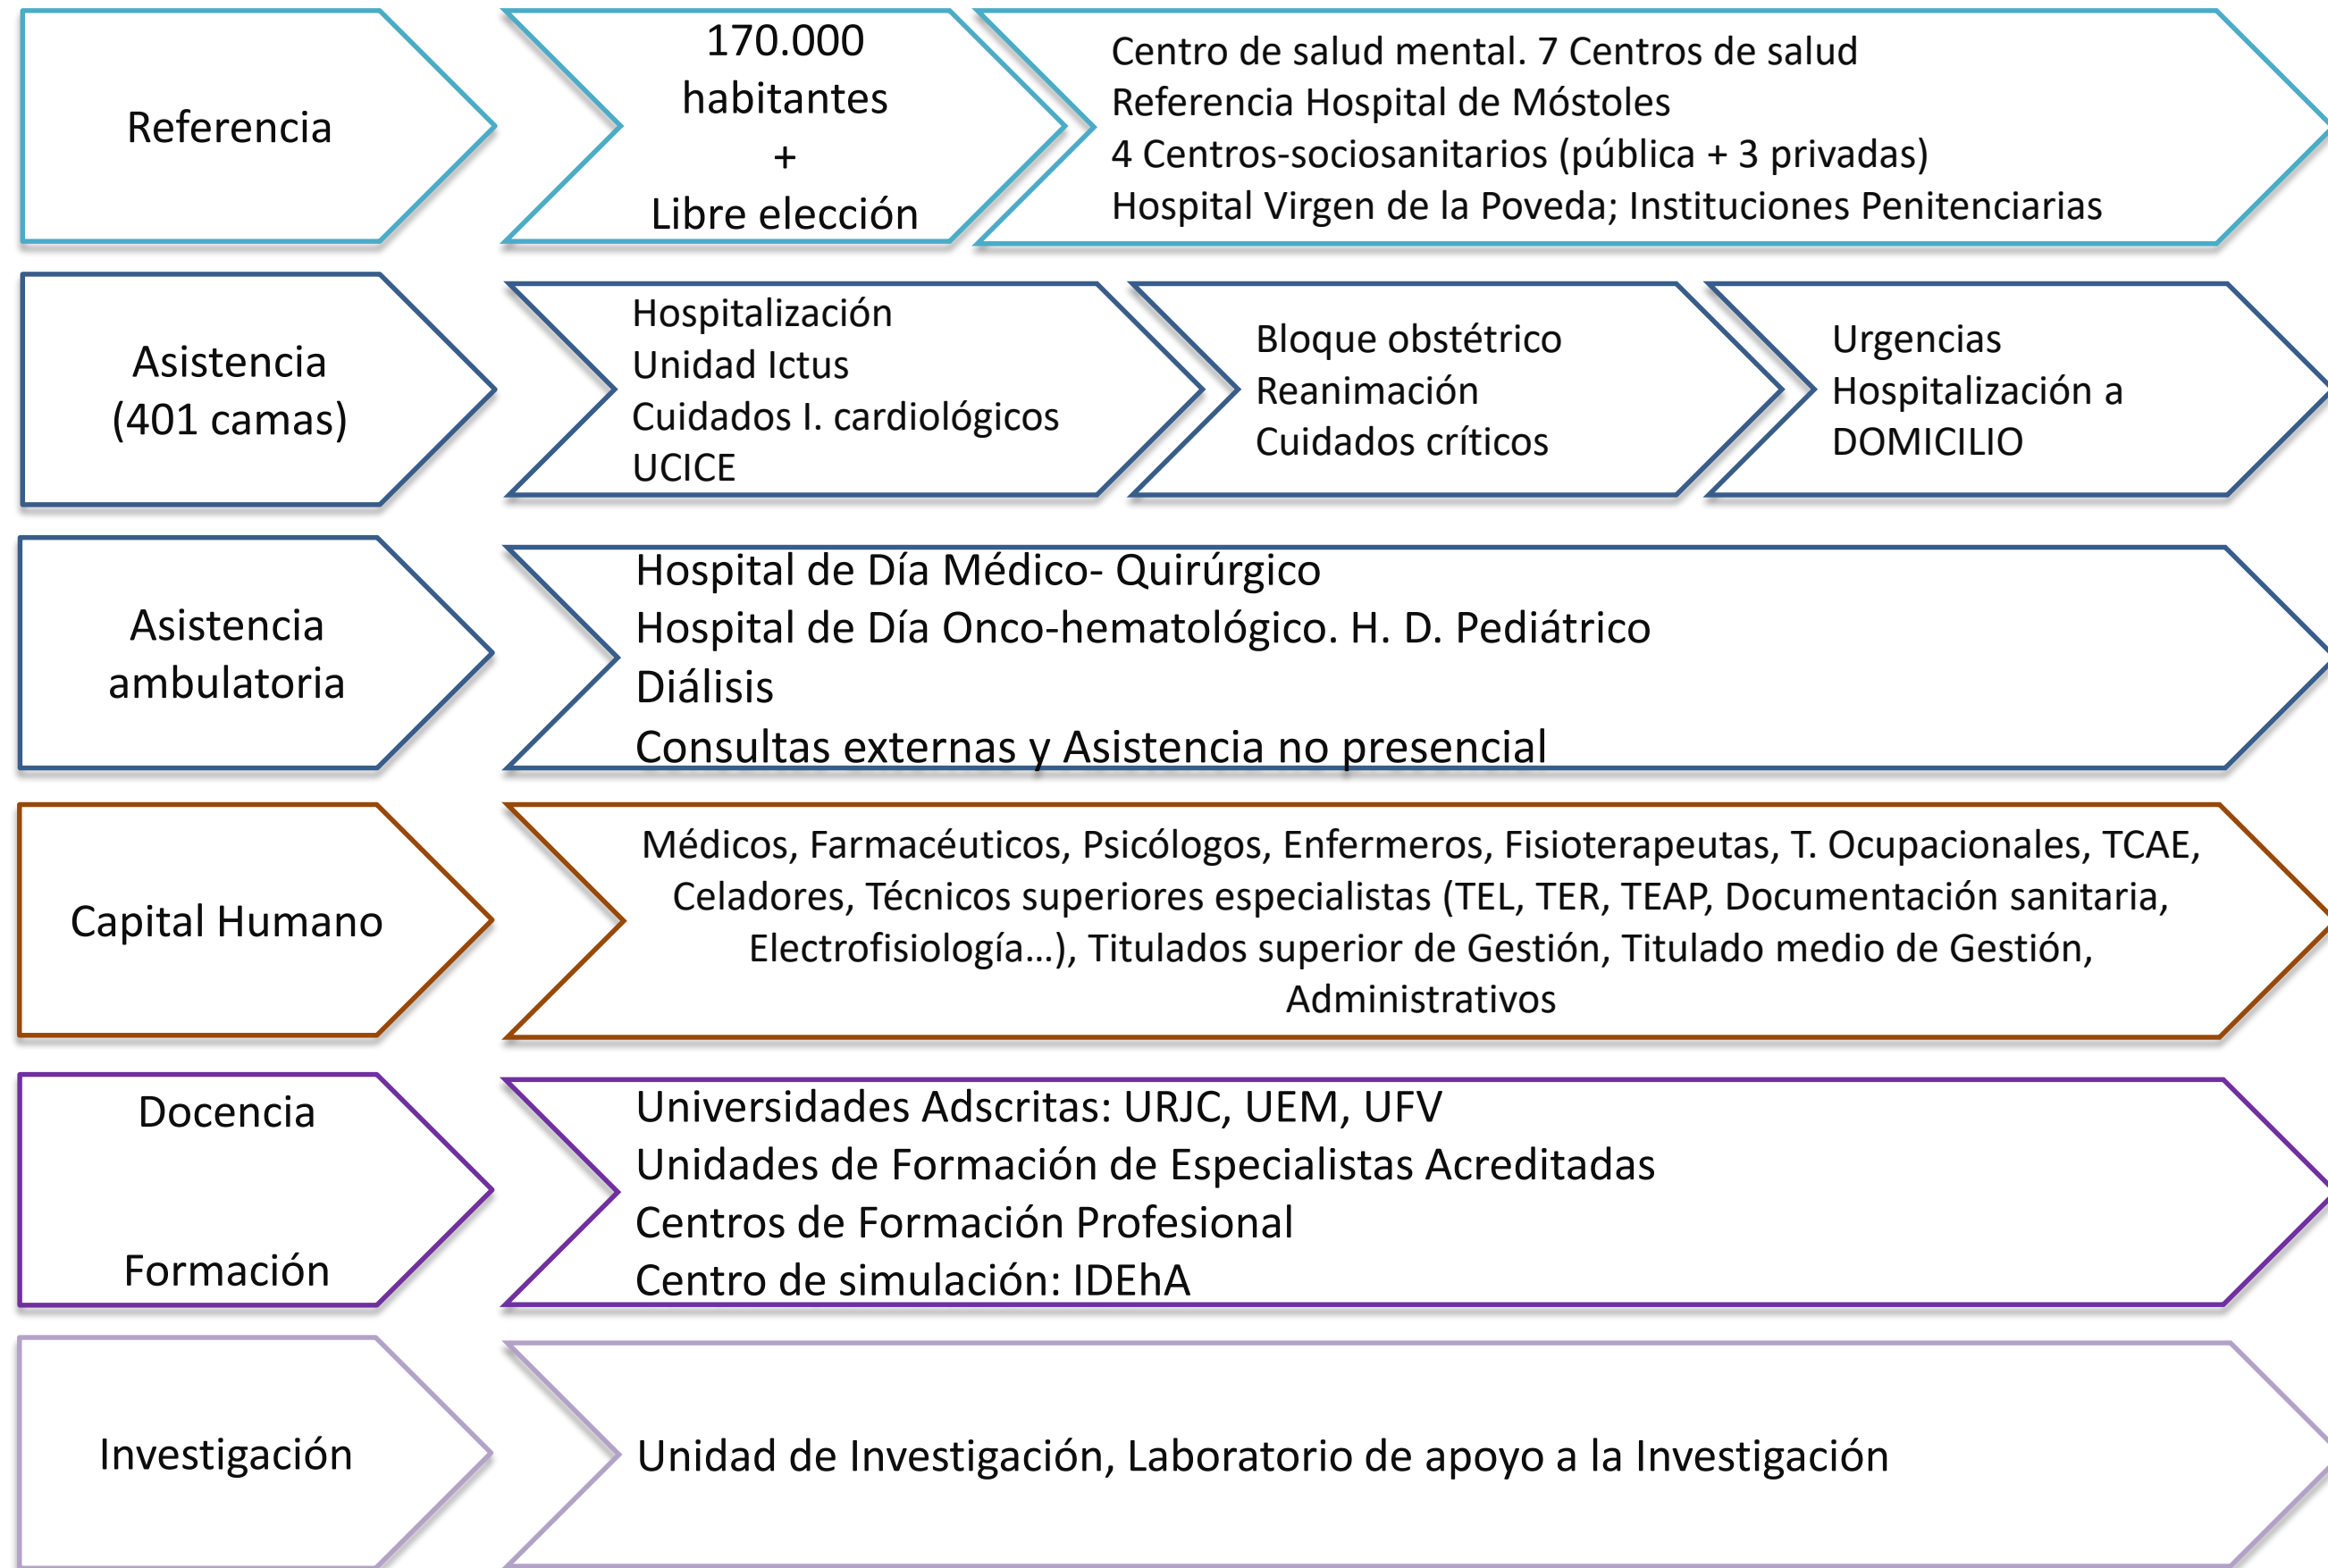 Referencia
170.000
habitantes
+
Libre elección
Centro de salud mental. 7 Centros de salud
Referencia Hospital de Móstoles
4 Centros-sociosanitarios (pública + 3 privadas)
Hospital Virgen de la Poveda; Instituciones Penitenciarias
Asistencia
(401 camas)
Hospitalización
Unidad Ictus
Cuidados I. cardiológicos
UCICE
Bloque obstétrico
Reanimación
Cuidados críticos
Urgencias
Hospitalización a
DOMICILIO
Asistencia
ambulatoria
Hospital de Día Médico- Quirúrgico
Hospital de Día Onco-hematológico. H. D. Pediátrico
Diálisis
Consultas externas y Asistencia no presencial
Capital Humano
Médicos, Farmacéuticos, Psicólogos, Enfermeros, Fisioterapeutas, T. Ocupacionales, TCAE,
Celadores, Técnicos superiores especialistas (TEL, TER, TEAP, Documentación sanitaria,
Electrofisiología...), Titulados superior de Gestión, Titulado medio de Gestión,
Administrativos
Docencia
Formación
Universidades Adscritas: URJC, UEM, UFV
Unidades de Formación de Especialistas Acreditadas
Centros de Formación Profesional
Centro de simulación: IDEhA
Investigación
Unidad de Investigación, Laboratorio de apoyo a la Investigación